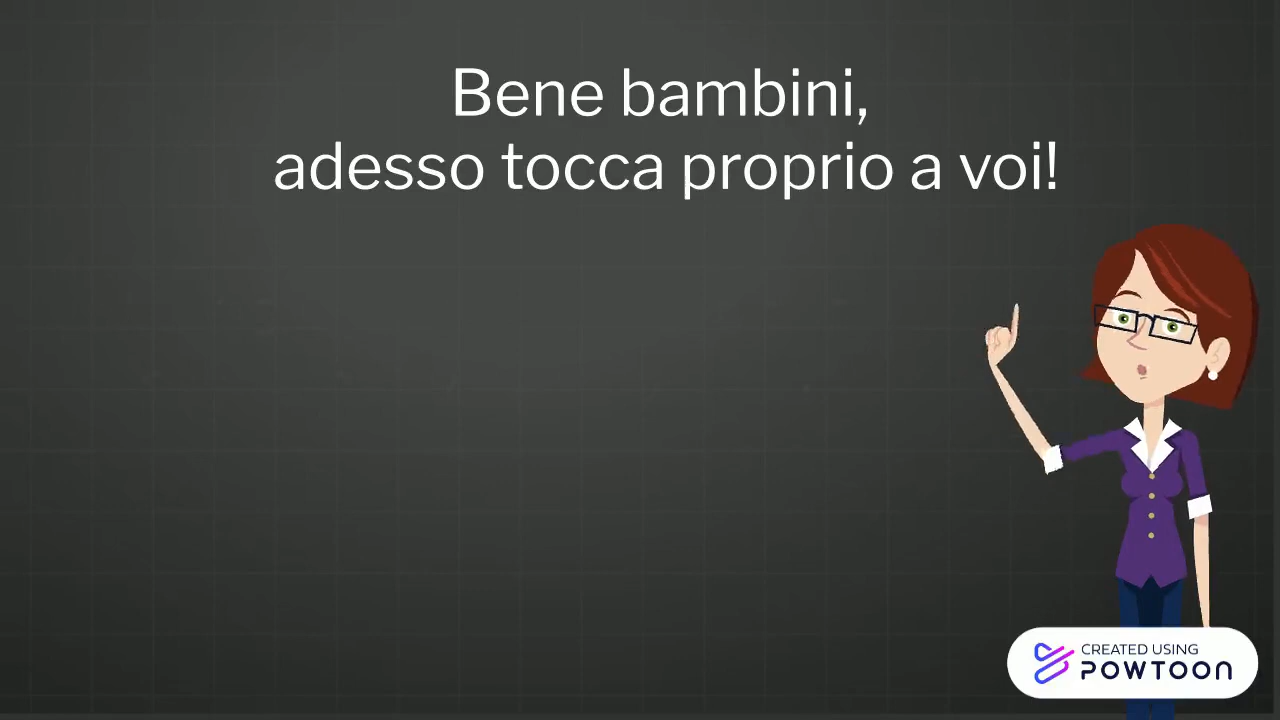 Bene bambini,
adesso tocca proprio a voi!
CREATED USING
POWTOON